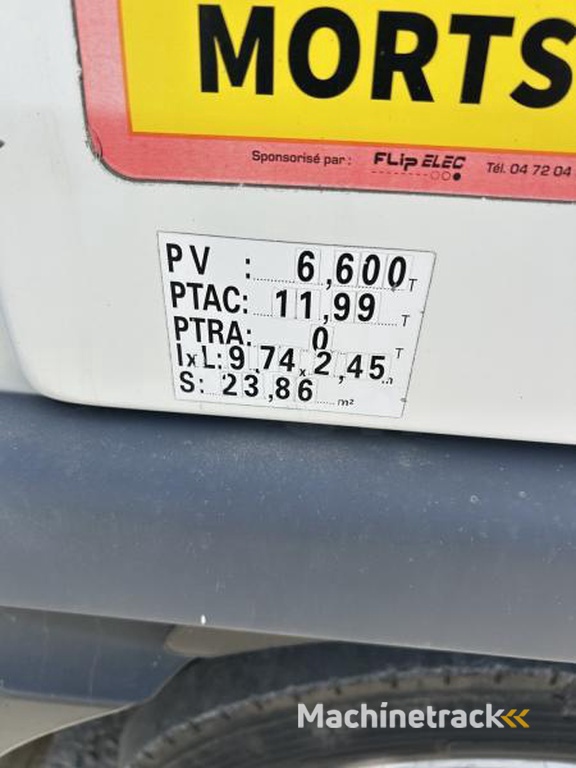 MORTS
Sponsorisé par : FLip ELEC Tél. 04 72 04
PV : 6,600 T
PTAC: 11,99 T
PTRA: 0 T
lxL: 9,74 x 2,45 m
S: 23,86 m²
Machinetrack